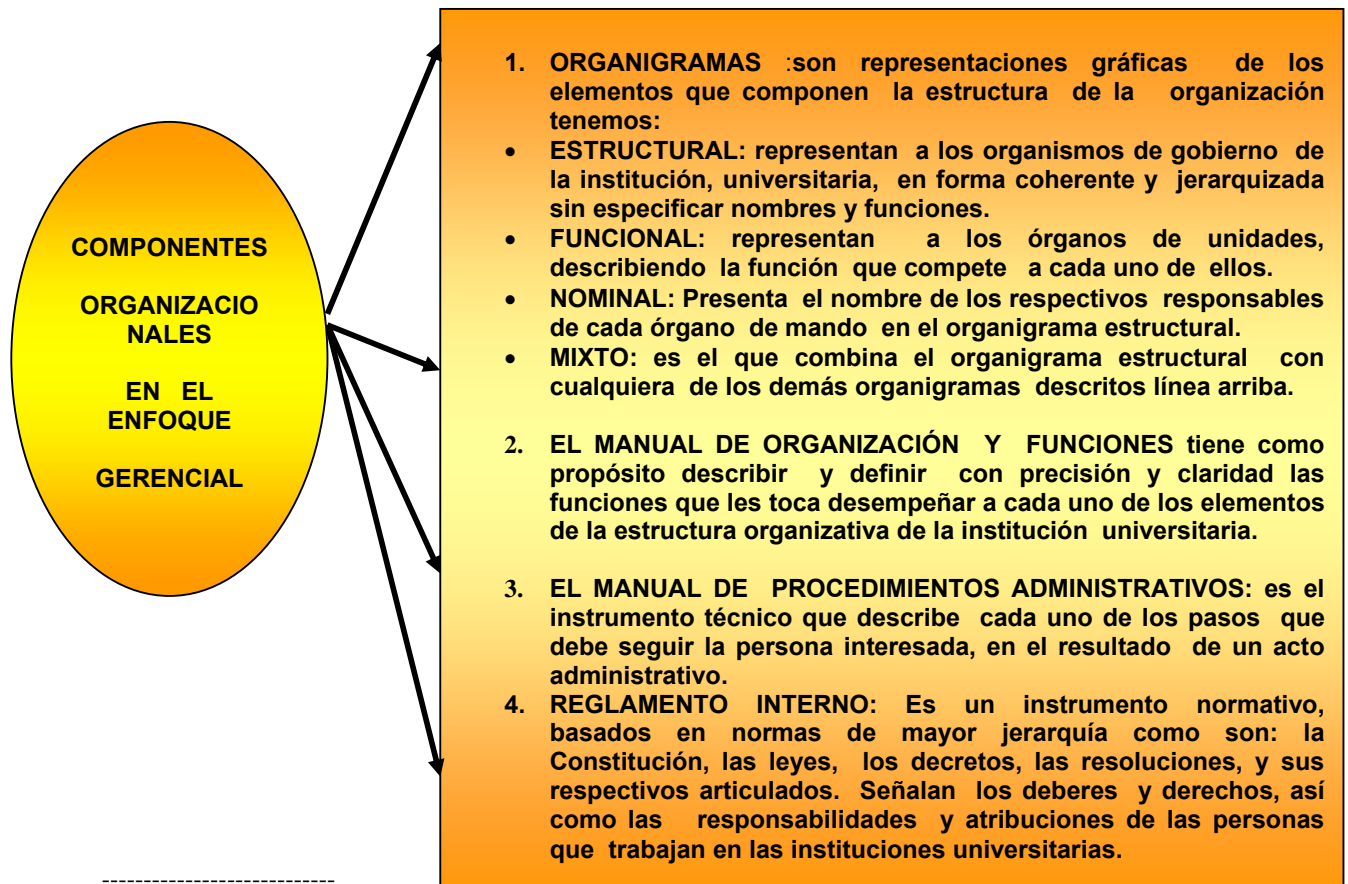 COMPONENTES
ORGANIZACIO
NALES
EN EL
ENFOQUE
GERENCIAL
1. ORGANIGRAMAS :son representaciones gráficas de los
elementos que componen la estructura de la organización
tenemos:
• ESTRUCTURAL: representan a los organismos de gobierno de
la institución, universitaria, en forma coherente y jerarquizada
sin especificar nombres y funciones.
• FUNCIONAL: representan a los órganos de unidades,
describiendo la función que compete a cada uno de ellos.
• NOMINAL: Presenta el nombre de los respectivos responsables
de cada órgano de mando en el organigrama estructural.
• MIXTO: es el que combina el organigrama estructural con
cualquiera de los demás organigramas descritos línea arriba.
2. EL MANUAL DE ORGANIZACIÓN Y FUNCIONES tiene como
propósito describir y definir con precisión y claridad las
funciones que les toca desempeñar a cada uno de los elementos
de la estructura organizativa de la institución universitaria.
3. EL MANUAL DE PROCEDIMIENTOS ADMINISTRATIVOS: es el
instrumento técnico que describe cada uno de los pasos que
debe seguir la persona interesada, en el resultado de un acto
administrativo.
4. REGLAMENTO INTERNO: Es un instrumento normativo,
basados en normas de mayor jerarquía como son: la
Constitución, las leyes, los decretos, las resoluciones, y sus
respectivos articulados. Señalan los deberes y derechos, así
como las responsabilidades y atribuciones de las personas
que trabajan en las instituciones universitarias.